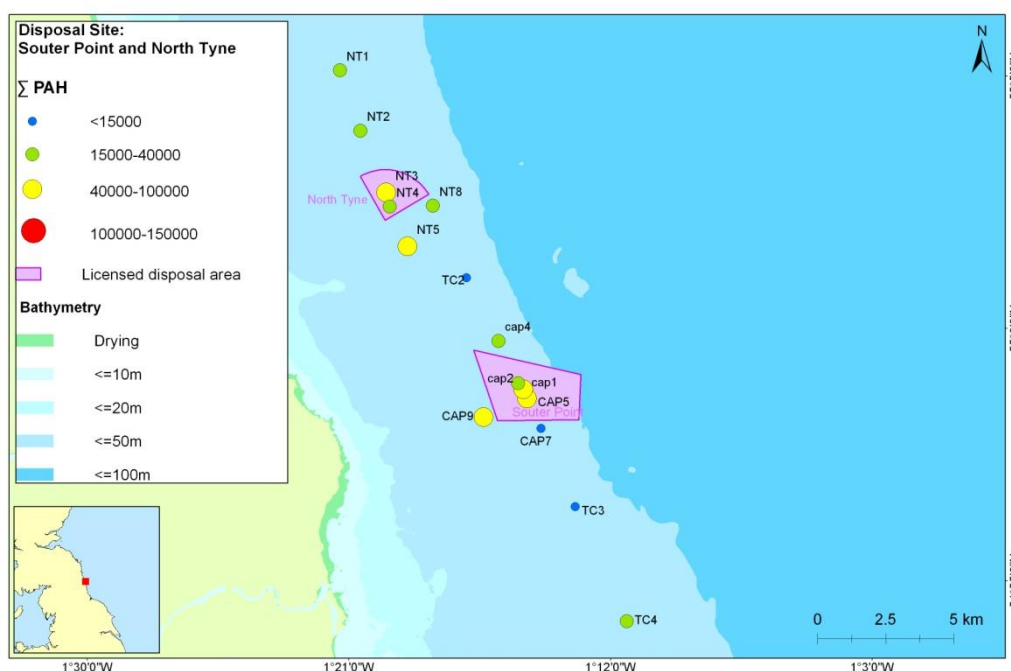 Disposal Site:
Souter Point and North Tyne
∑ PAH
<15000
15000-40000
40000-100000
100000-150000
Licensed disposal area
Bathymetry
Drying
<=10m
<=20m
<=50m
<=100m
N
NT1
NT2
NT3
NT4
NT8
North Tyne
NT5
TC2
cap4
cap2
cap1
CAP5
CAP9
Souter Point
CAP7
TC3
TC4
0 2.5 5 km
1°30'0"W 1°21'0"W 1°12'0"W 1°3'0"W